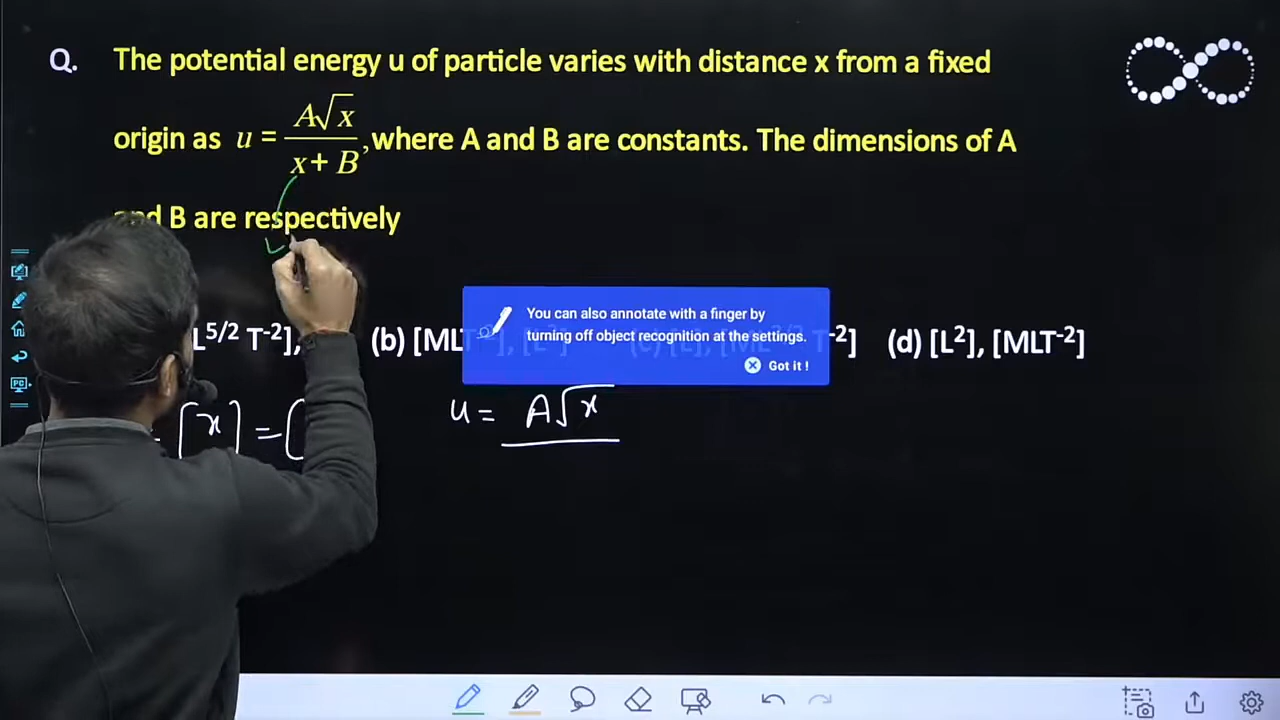 Q. The potential energy u of particle varies with distance x from a fixed
origin as u = A√x / x + B, where A and B are constants. The dimensions of A
and B are respectively
L^5/2 T^-2], (b) [MLT (d) [L^2], [MLT^-2]
You can also annotate with a finger by
turning off object recognition at the settings.
Got it !
[x] = u = A√x